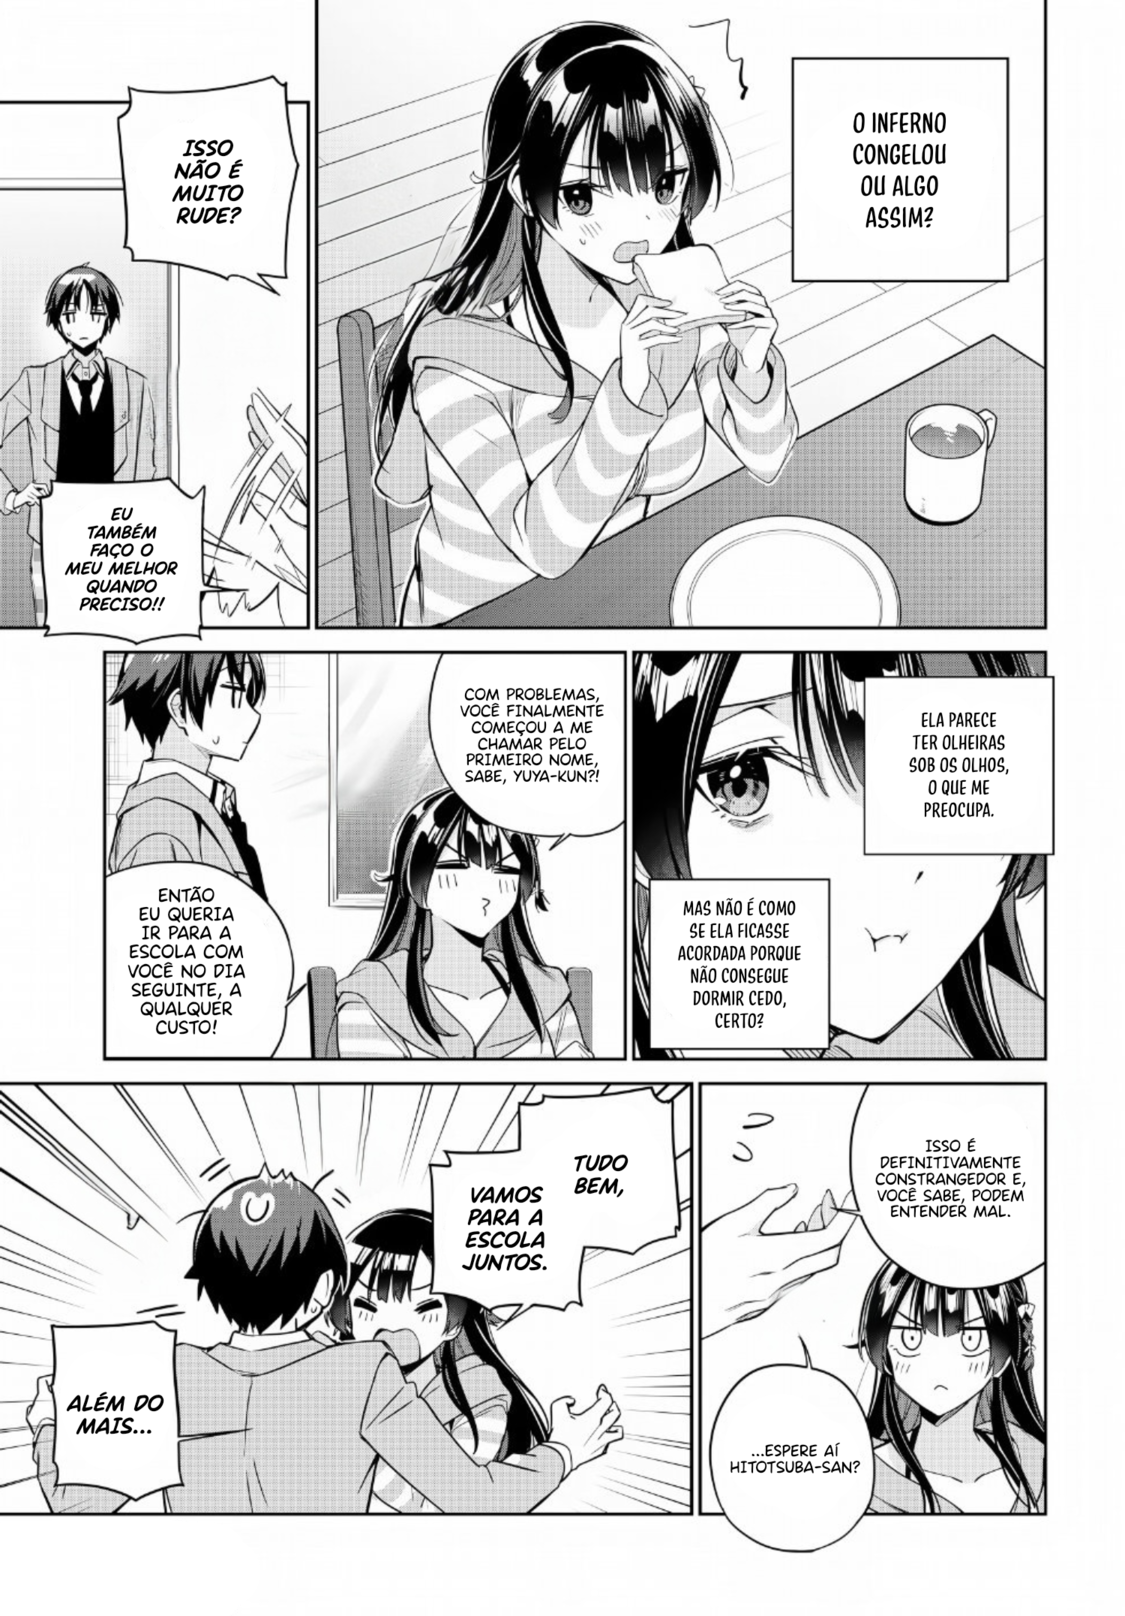 O INFERNO
CONGELOU
OU ALGO
ASSIM?
ISSO
NÃO É
MUITO
RUDE?
EU
TAMBÉM
FAÇO O
MEU MELHOR
QUANDO
PRECISO!!
ELA PARECE
TER OLHEIRAS
SOB OS OLHOS,
O QUE ME
PREOCUPA.
MAS NÃO É COMO
SE ELA FICASSE
ACORDADA PORQUE
NÃO CONSEGUE
DORMIR CEDO,
CERTO?
COM PROBLEMAS,
VOCÊ FINALMENTE
COMEÇOU A ME
CHAMAR PELO
PRIMEIRO NOME,
SABE, YUYA-KUN?!
ENTÃO
EU QUERIA
IR PARA A
ESCOLA COM
VOCÊ NO DIA
SEGUINTE, A
QUALQUER
CUSTO!
ISSO É
DEFINITIVAMENTE
CONSTRANGEDOR E,
VOCÊ SABE, PODEM
ENTENDER MAL.
...ESPERE AÍ
HITOTSUBA-SAN?
TUDO
BEM,
VAMOS
PARA A
ESCOLA
JUNTOS.
ALÉM DO
MAIS...